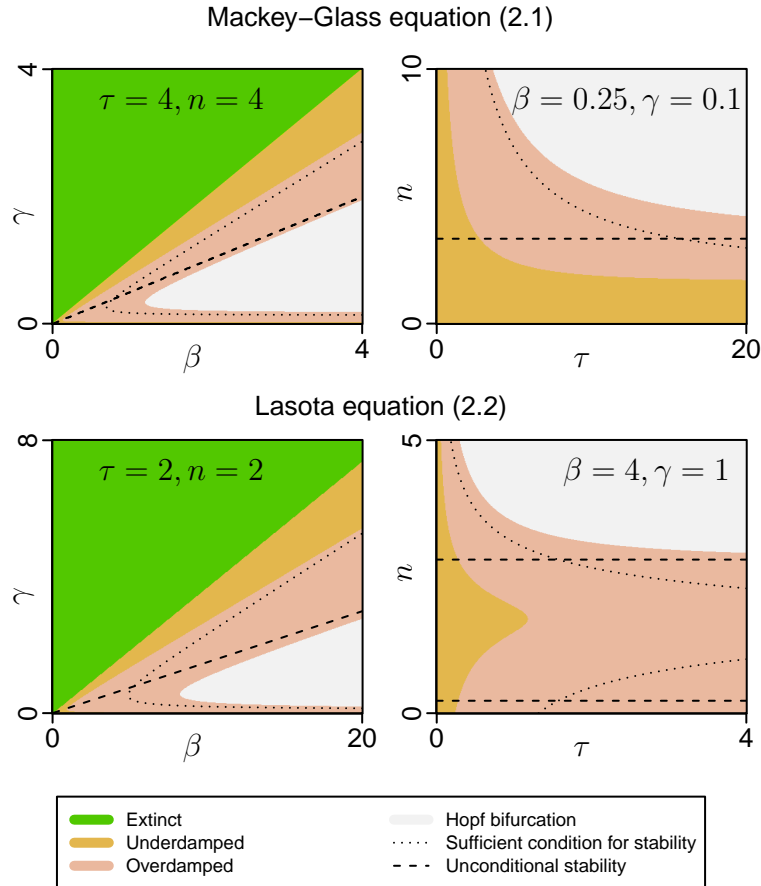 Mackey−Glass equation (2.1)
4
τ = 4, n = 4
γ
0
0
β
4
10
β = 0.25, γ = 0.1
n
0
0
τ
20
Lasota equation (2.2)
8
τ = 2, n = 2
γ
0
0
β
20
5
β = 4, γ = 1
n
0
0
τ
4
Extinct
Underdamped
Overdamped
Hopf bifurcation
Sufficient condition for stability
Unconditional stability